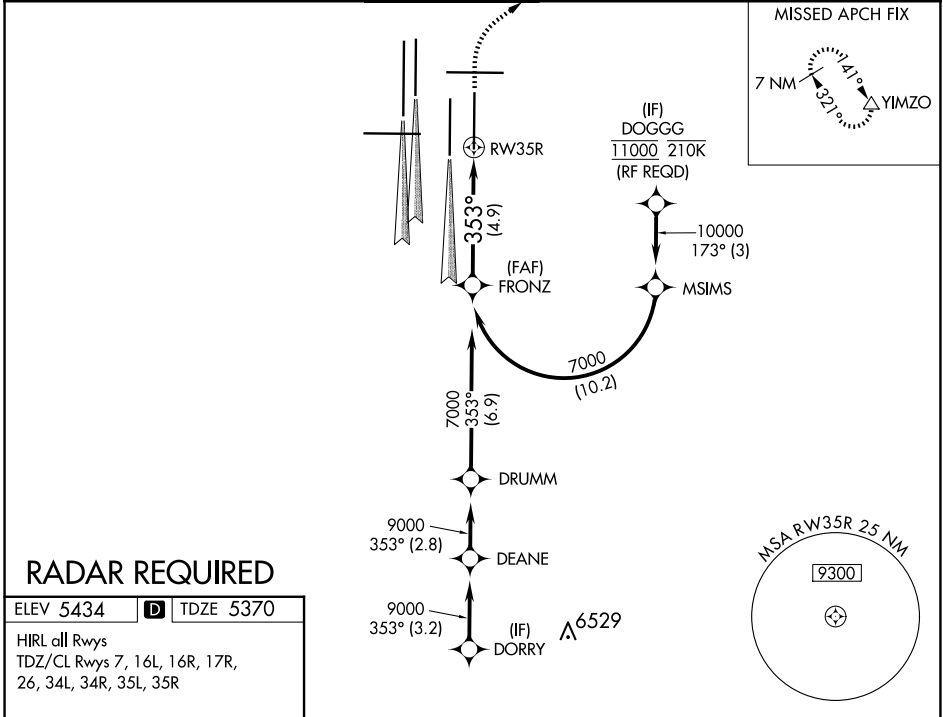 MISSED APCH FIX
7 NM
141°
321°
YIMZO
(IF)
DOGGG
11000 210K
(RF REQD)
RW35R
353°
(4.9)
10000
173° (3)
(FAF)
FRONZ
MSIMS
7000
(10.2)
7000
353°
(6.9)
DRUMM
9000
353° (2.8)
DEANE
9000
353° (3.2)
(IF)
DORRY
6529
MSA RW35R 25 NM
9300
RADAR REQUIRED
ELEV 5434 D TDZE 5370
HIRL all Rwys
TDZ/CL Rwys 7, 16L, 16R, 17R,
26, 34L, 34R, 35L, 35R